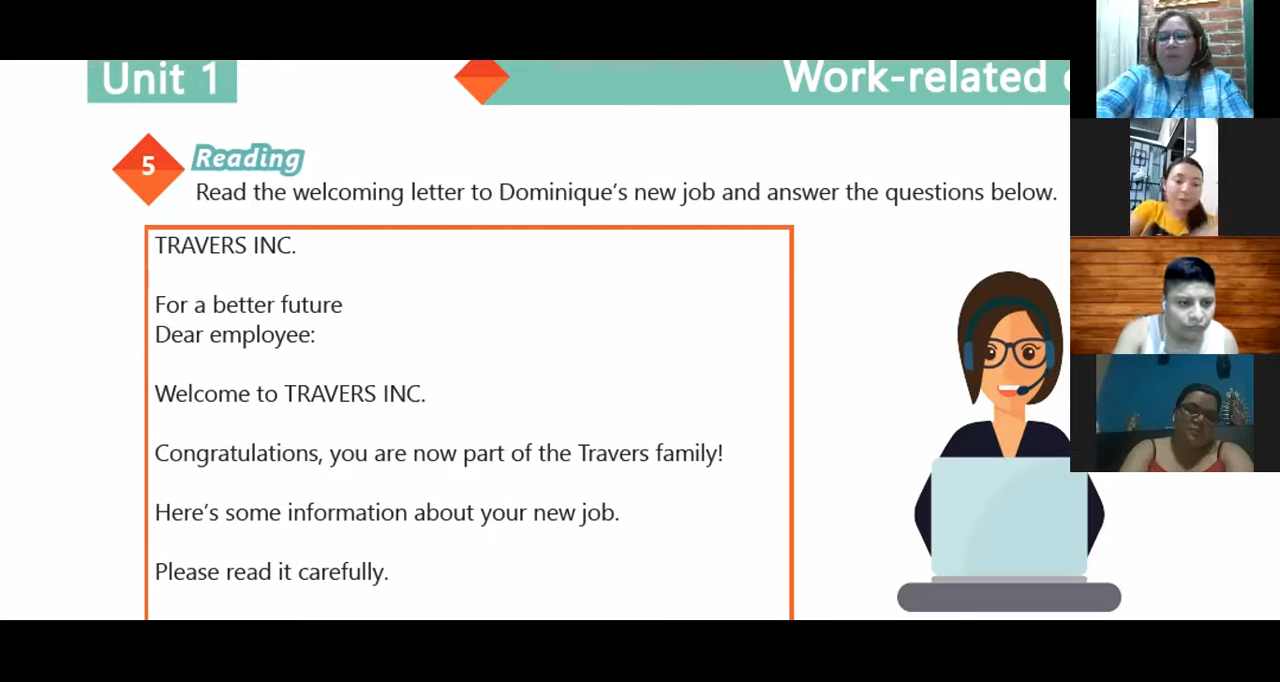 Unit 1
Work-related
5
Reading
Read the welcoming letter to Dominique's new job and answer the questions below.
TRAVERS INC.
For a better future
Dear employee:
Welcome to TRAVERS INC.
Congratulations, you are now part of the Travers family!
Here's some information about your new job.
Please read it carefully.